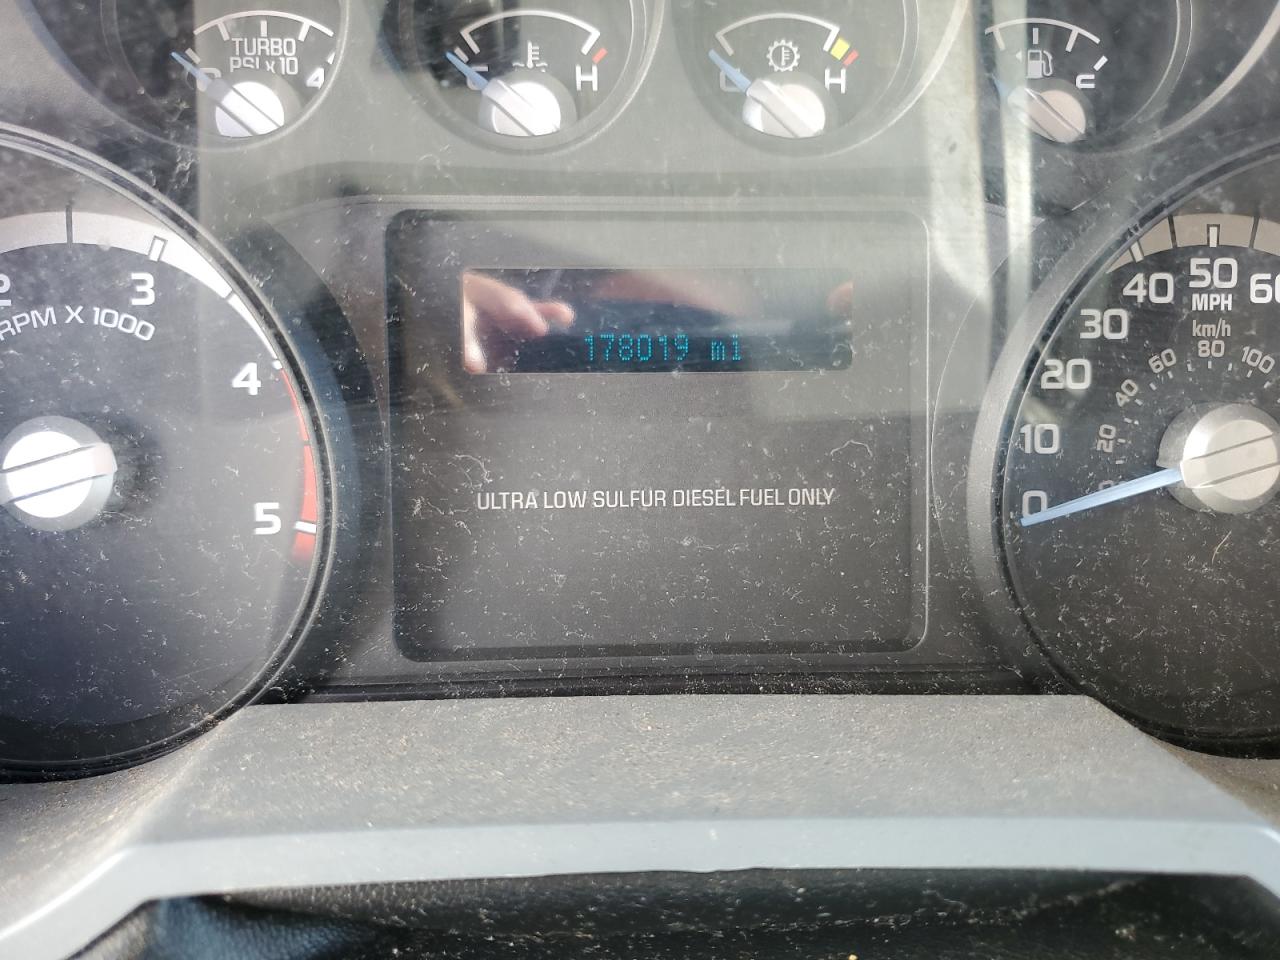 TURBO
PSI x 10
4
H
H
2
3
RPM X 1000
4
5
178019 mi
ULTRA LOW SULFUR DIESEL FUEL ONLY
0
10
20
30
40
50
60
MPH
km/h
20
40
60
80
100